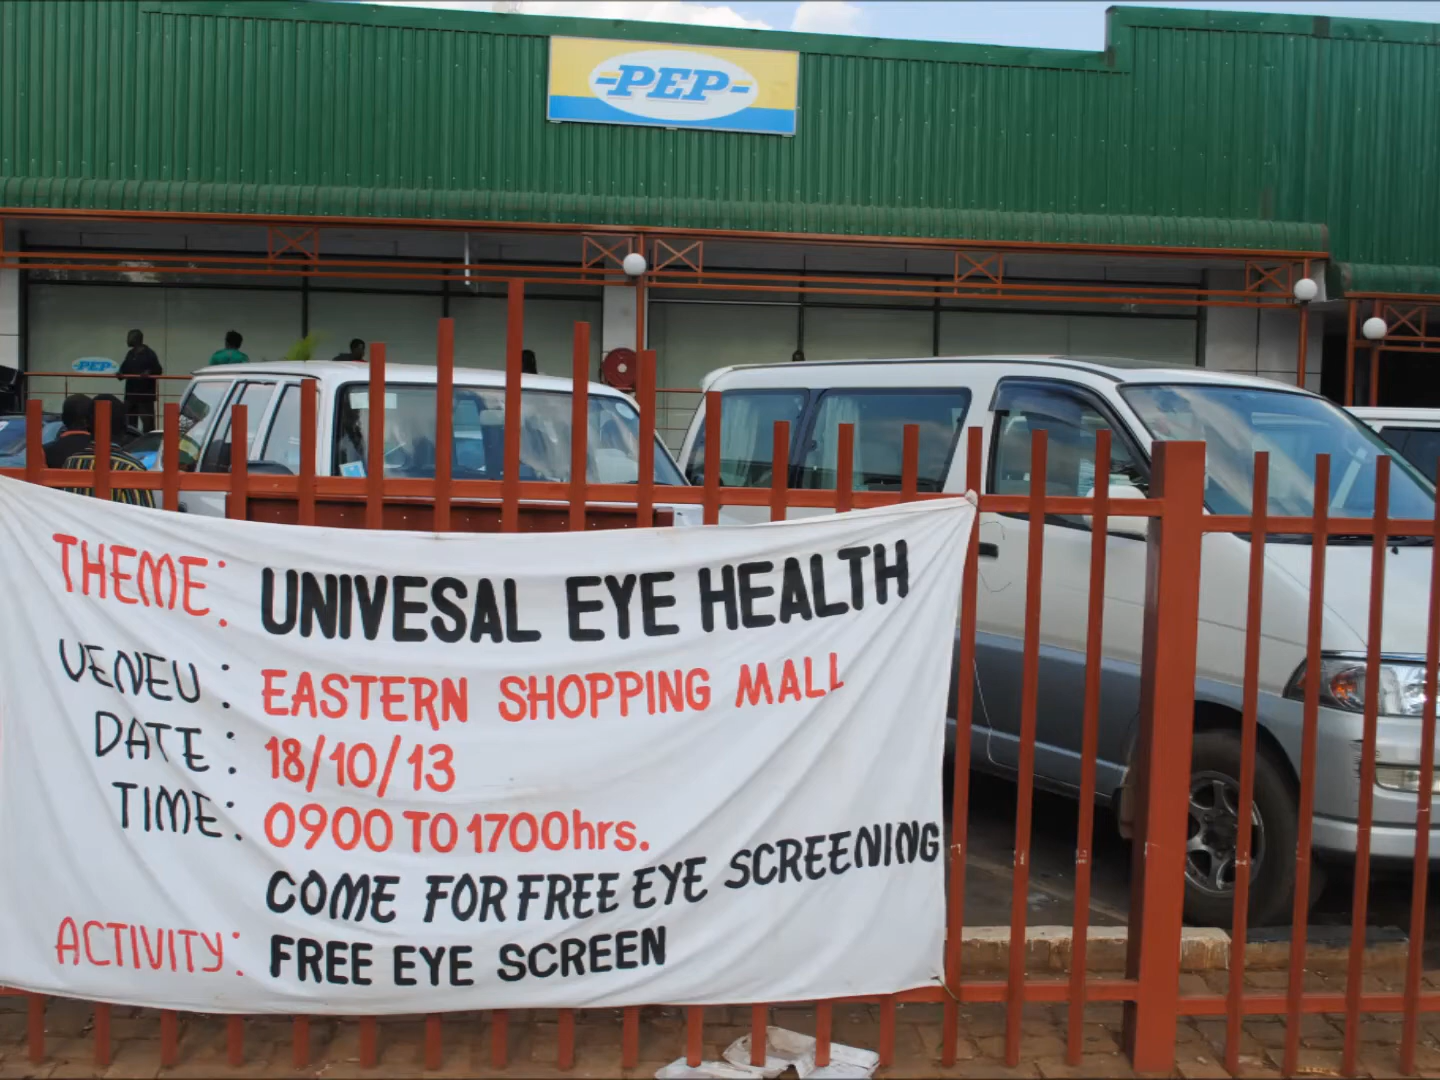 -PEP-
-PEP-
THEME: UNIVESAL EYE HEALTH
VENEU: EASTERN SHOPPING MALL
DATE: 18/10/13
TIME: 0900 TO 1700hrs.
COME FOR FREE EYE SCREENING
ACTIVITY: FREE EYE SCREEN